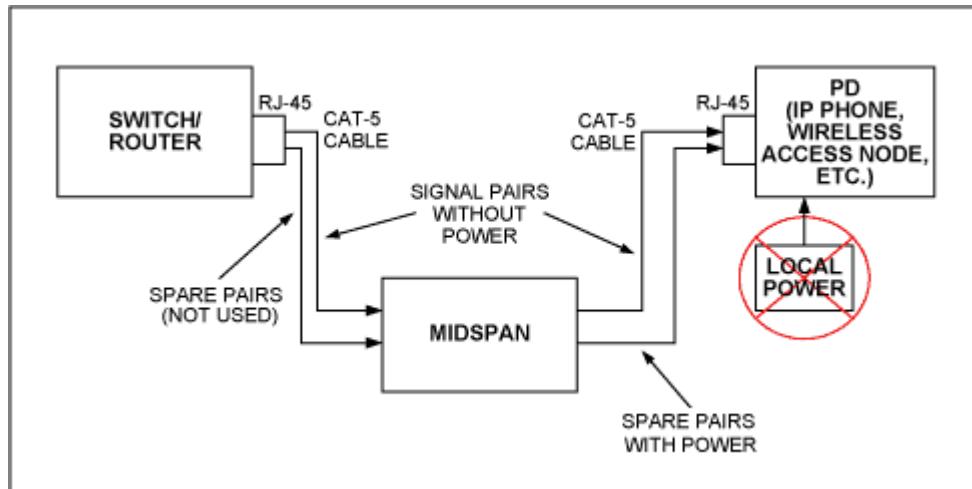 SWITCH/
ROUTER
RJ-45
CAT-5
CABLE
SPARE PAIRS
(NOT USED)
SIGNAL PAIRS
WITHOUT
POWER
MIDSPAN
CAT-5
CABLE
RJ-45
PD
(IP PHONE,
WIRELESS
ACCESS NODE,
ETC.)
LOCAL
POWER
SPARE PAIRS
WITH POWER